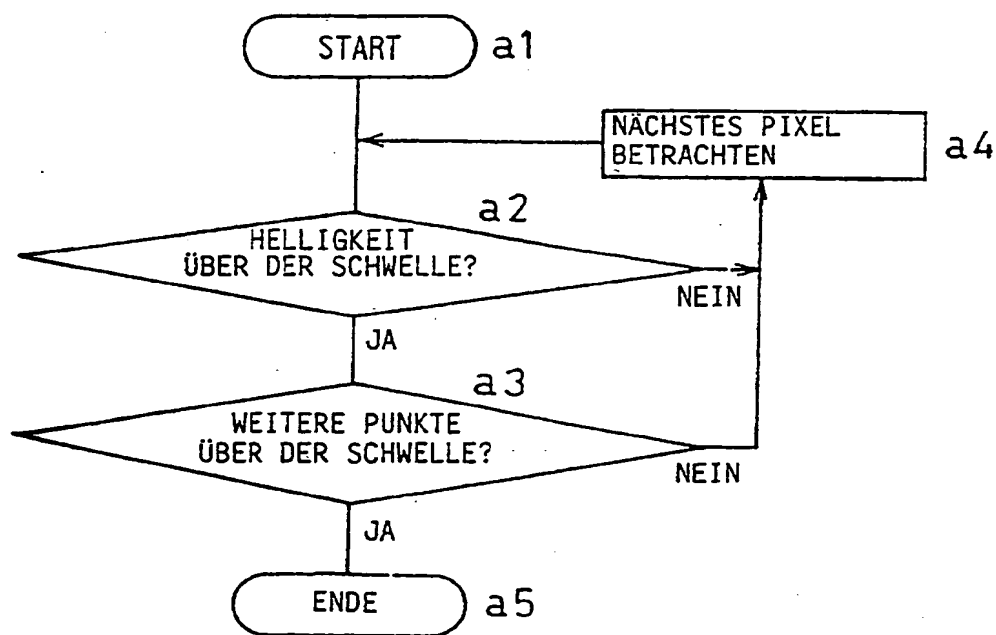 START a1
NÄCHSTES PIXEL
BETRACHTEN
a4
a2
HELLIGKEIT
ÜBER DER SCHWELLE?
NEIN
JA
a3
WEITERE PUNKTE
ÜBER DER SCHWELLE?
NEIN
JA
ENDE a5